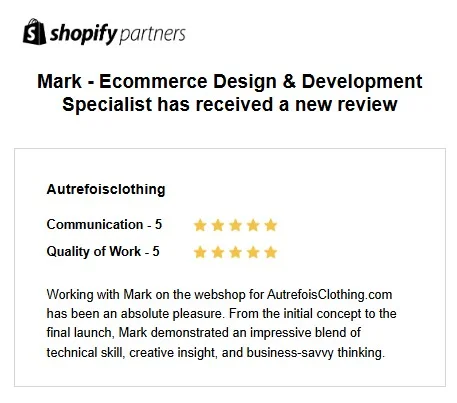 shopify partners
Mark - Ecommerce Design & Development
Specialist has received a new review
Autrefoisclothing
Communication - 5
Quality of Work - 5
Working with Mark on the webshop for AutrefoisClothing.com
has been an absolute pleasure. From the initial concept to the
final launch, Mark demonstrated an impressive blend of
technical skill, creative insight, and business-savvy thinking.